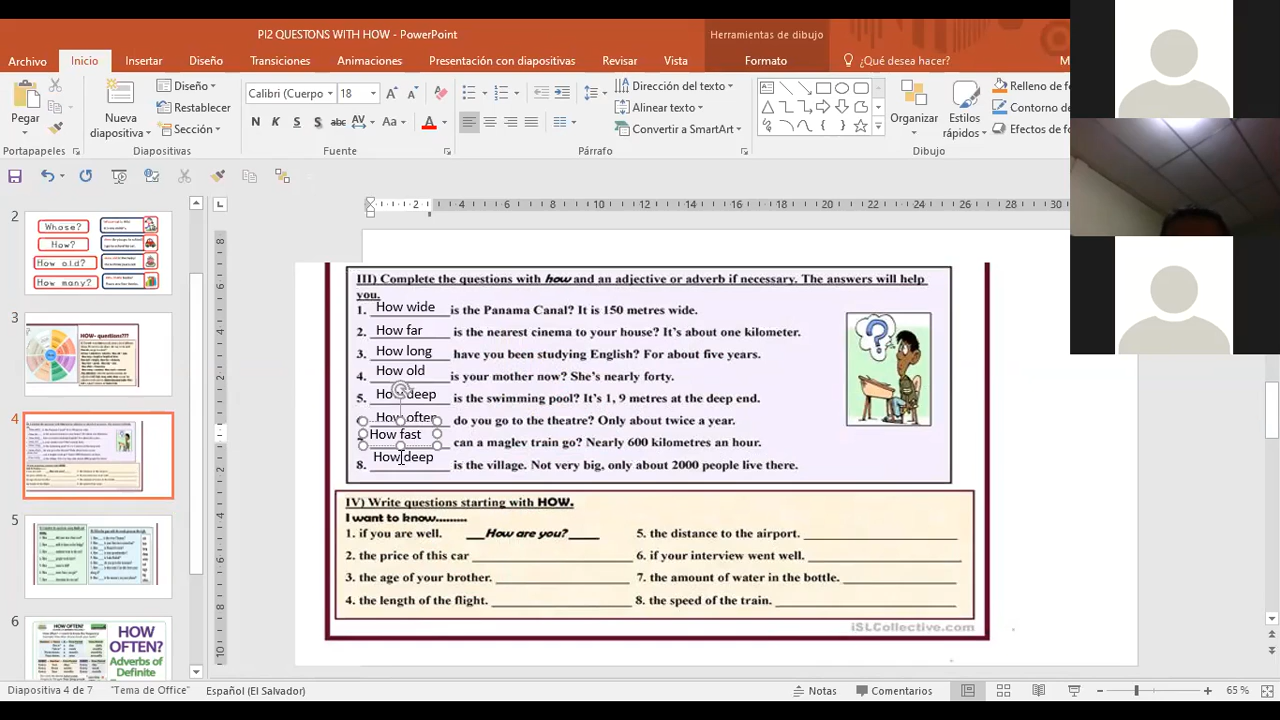 PI2 QUESTONS WITH HOW - PowerPoint
Herramientas de dibujo
Archivo Inicio Insertar Diseño Transiciones Animaciones Presentación con diapositivas Revisar Vista Formato ¿Qué desea hacer?
Pegar
Nueva diapositiva
Diseño
Restablecer
Sección
Calibri (Cuerpo) 18
N K S S abc AV Aa A
Dirección del texto
Alinear texto
Convertir a SmartArt
Organizar
Estilos rápidos
Relleno de f
Contorno de
Efectos de fo
Portapapeles Diapositivas Fuente Párrafo Dibujo
2
Whose?
How?
How old?
How many?
3
HOW- questions???
4
5
6
HOW OFTEN?
Adverbs of Definite
III) Complete the questions with how and an adjective or adverb if necessary. The answers will help you.
1. How wide is the Panama Canal? It is 150 metres wide.
2. How far is the nearest cinema to your house? It's about one kilometer.
3. How long have you been studying English? For about five years.
4. How old is your mother now? She's nearly forty.
5. How deep is the swimming pool? It's 1, 9 metres at the deep end.
How often do you go to the theatre? Only about twice a year.
How fast can a maglev train go? Nearly 600 kilometres an hour.
8. How deep is the village. Not very big, only about 2000 people live there.
IV) Write questions starting with HOW.
I want to know.........
1. if you are well. How are you?
2. the price of this car
3. the age of your brother.
4. the length of the flight.
5. the distance to the airport.
6. if your interview went well.
7. the amount of water in the bottle.
8. the speed of the train.
iSLCollective.com
Diapositiva 4 de 7 "Tema de Office" Español (El Salvador) Notas Comentarios 65 %